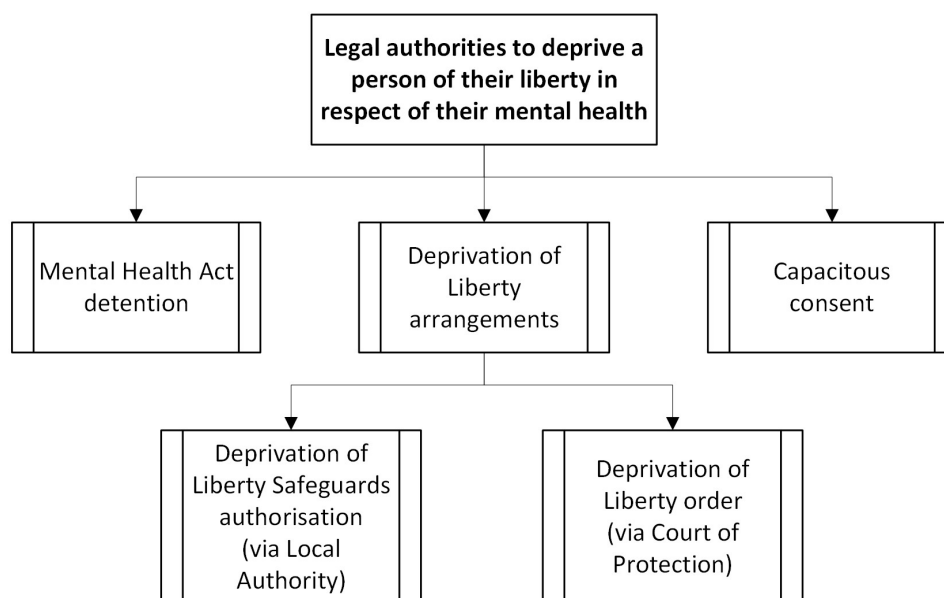 Legal authorities to deprive a
person of their liberty in
respect of their mental health
Mental Health Act
detention
Deprivation of
Liberty
arrangements
Capacitous
consent
Deprivation of
Liberty Safeguards
authorisation
(via Local
Authority)
Deprivation of
Liberty order
(via Court of
Protection)